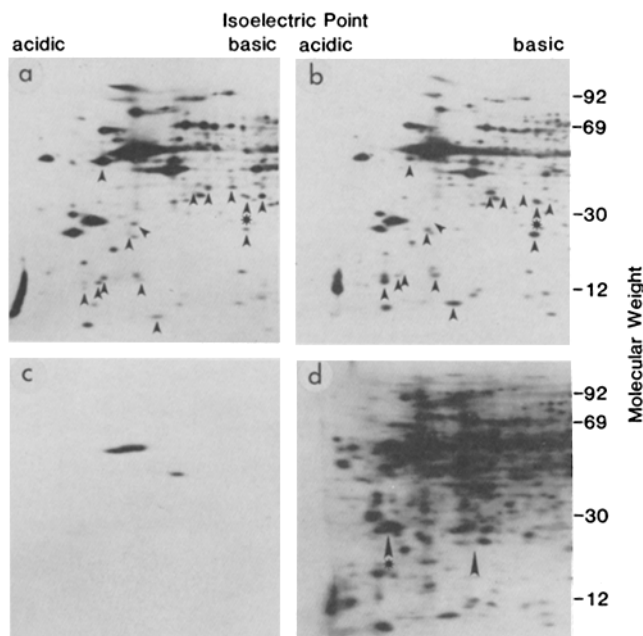 Isoelectric Point
acidic basic acidic basic
a b
-92
-69
-30
-12
Molecular Weight
c d
-92
-69
-30
-12